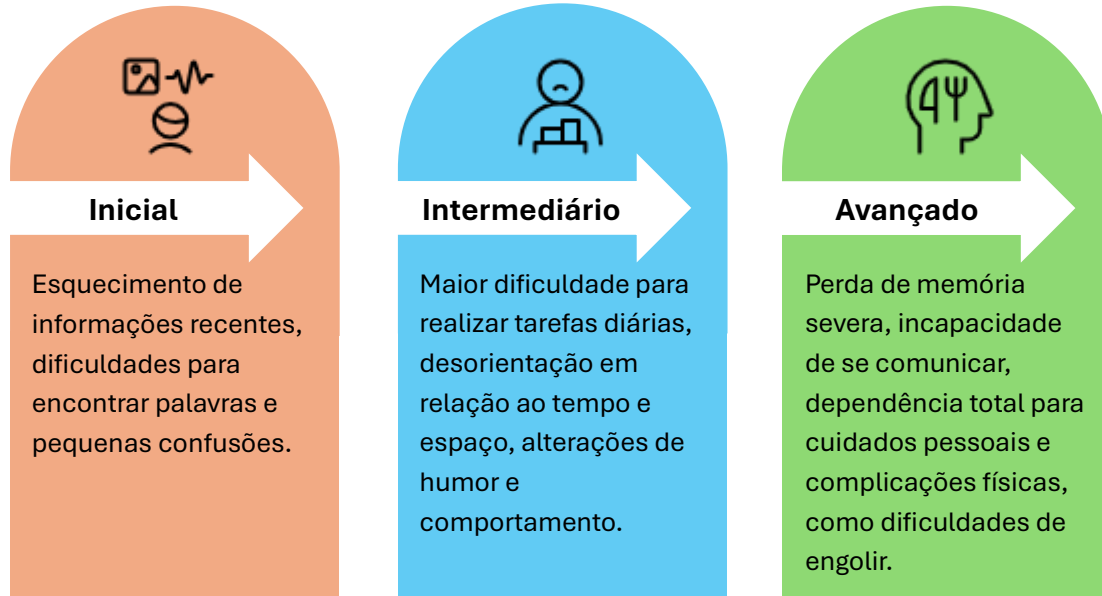 Inicial
Esquecimento de
informações recentes,
dificuldades para
encontrar palavras e
pequenas confusões.
Intermediário
Maior dificuldade para
realizar tarefas diárias,
desorientação em
relação ao tempo e
espaço, alterações de
humor e
comportamento.
Avançado
Perda de memória
severa, incapacidade
de se comunicar,
dependência total para
cuidados pessoais e
complicações físicas,
como dificuldades de
engolir.